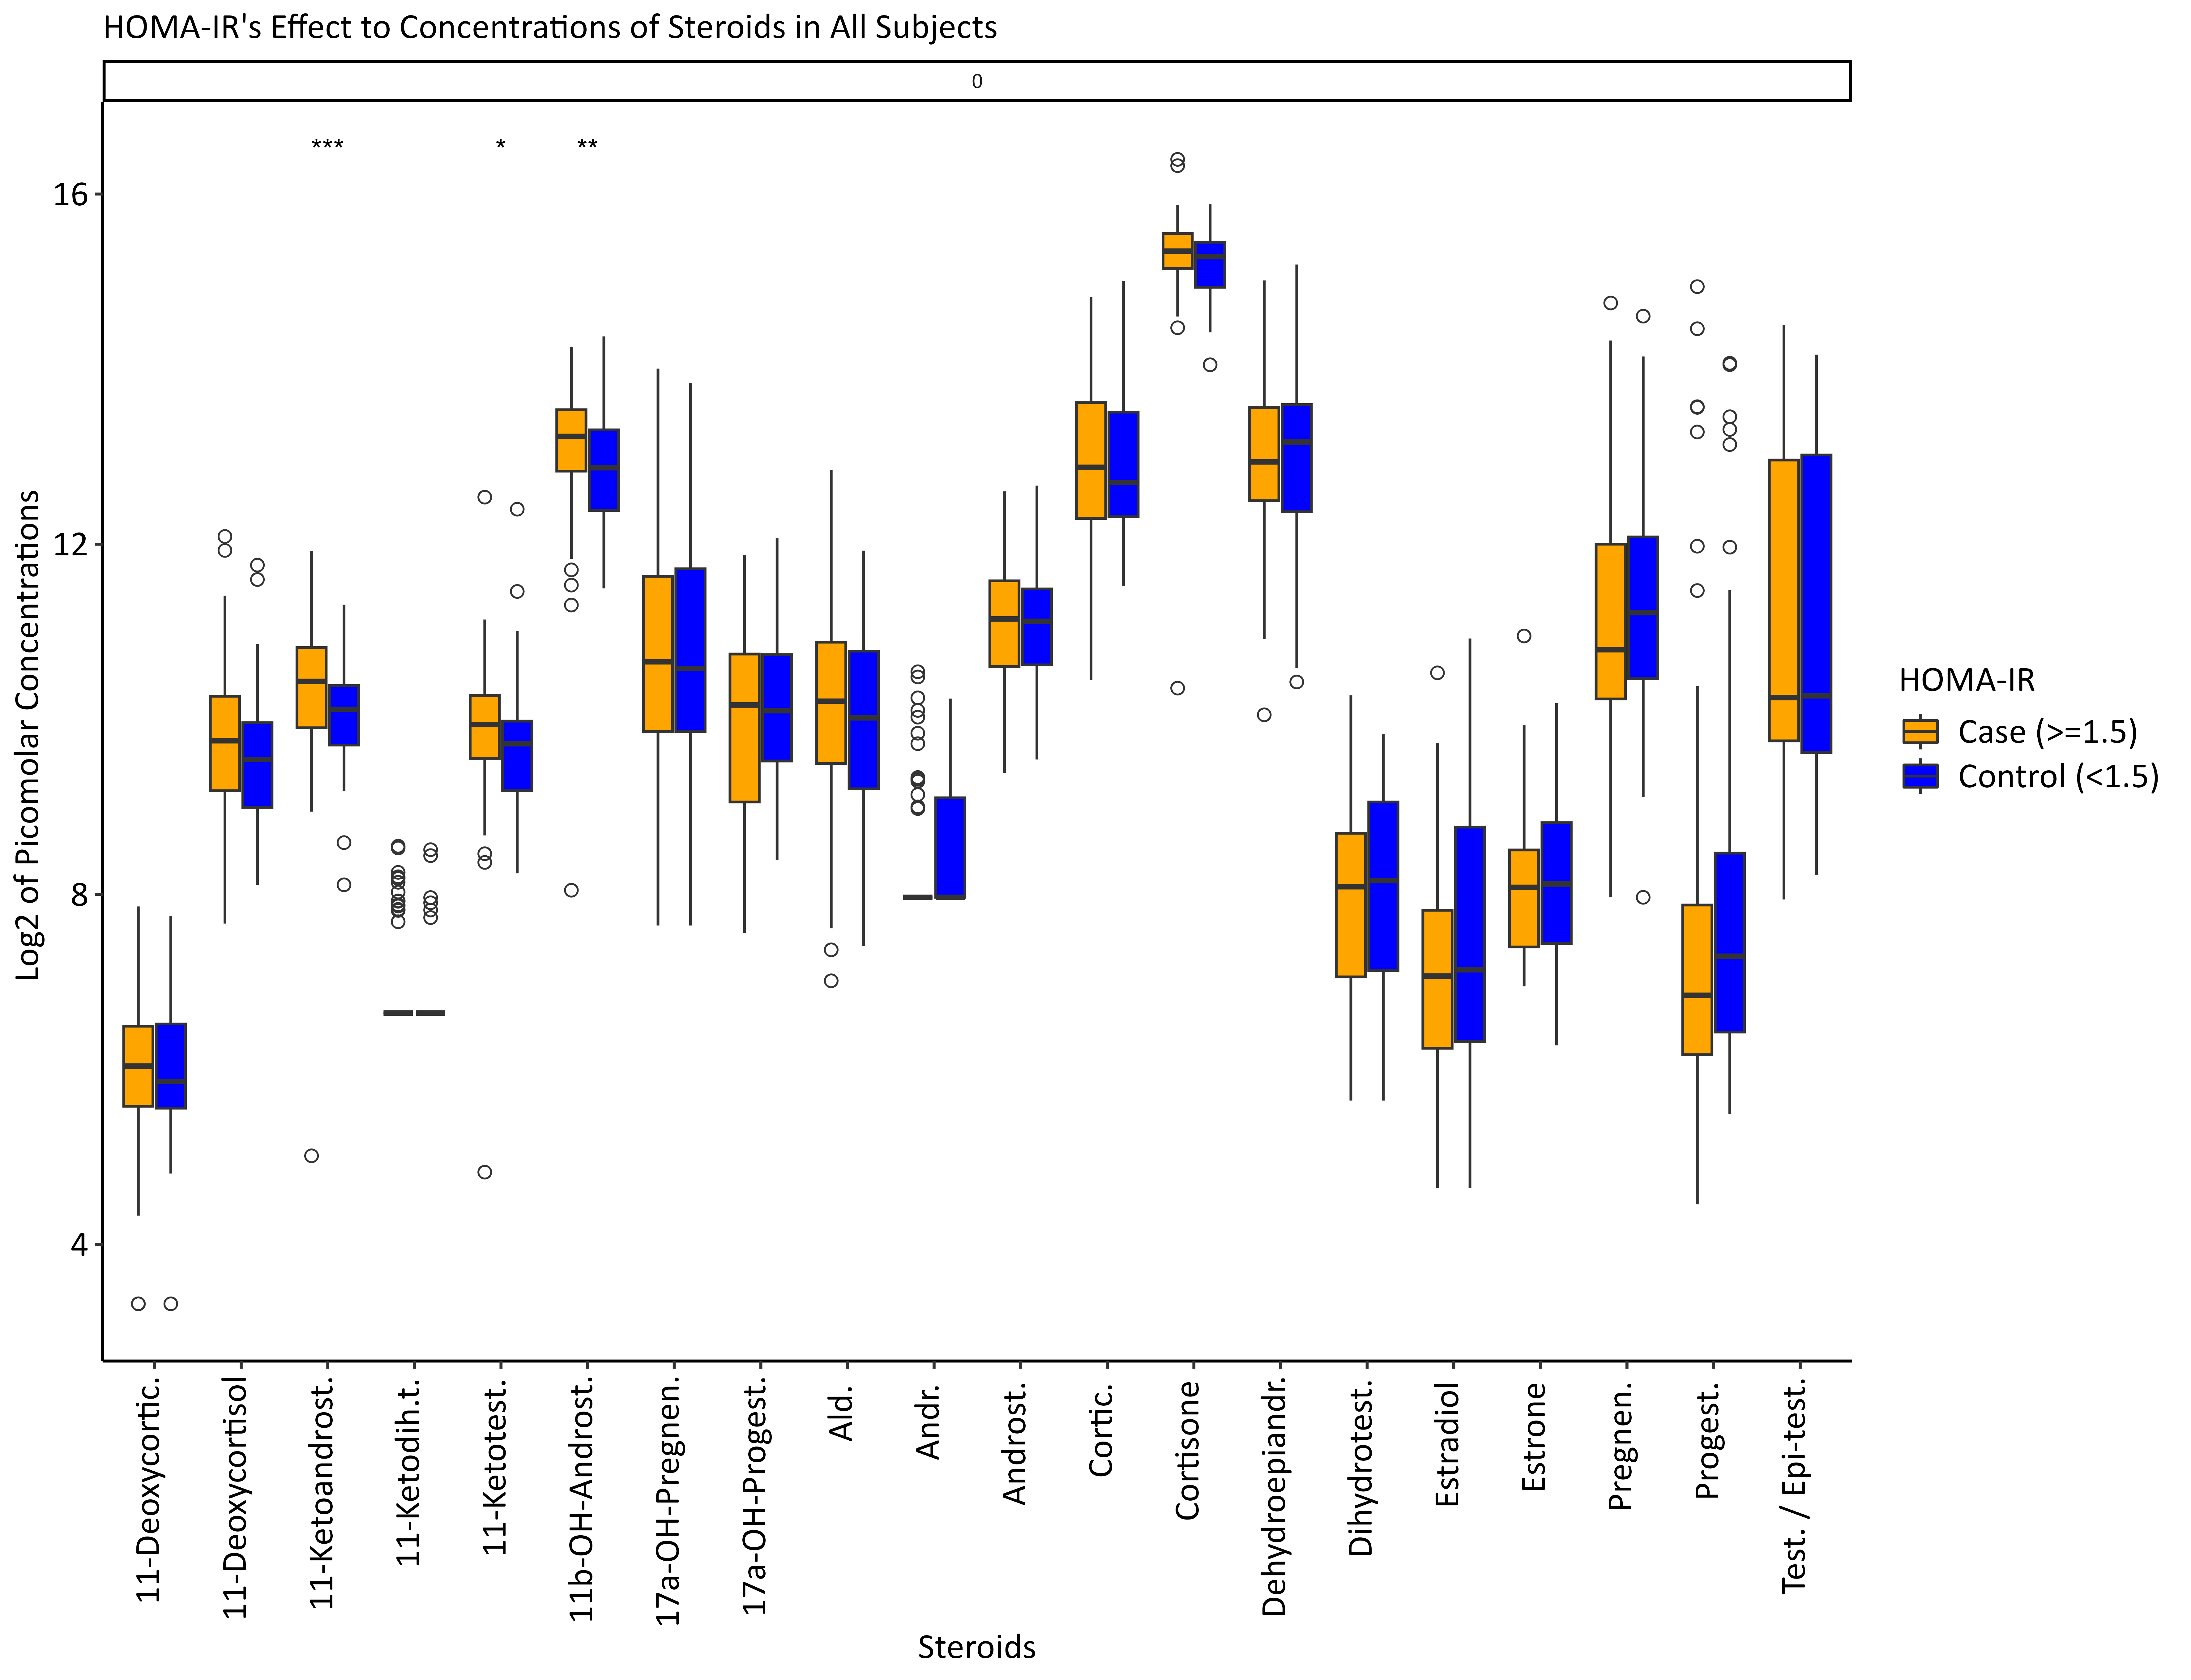 HOMA-IR's Effect to Concentrations of Steroids in All Subjects
0
*** * **
16
12
8
4
Log2 of Picomolar Concentrations
11-Deoxycortic.
11-Deoxycortisol
11-Ketoandrost.
11-Ketodih.t.
11-Ketotest.
11b-OH-Androst.
17a-OH-Pregnen.
17a-OH-Progest.
Ald.
Andr.
Androst.
Cortic.
Cortisone
Dehydroepiandr.
Dihydrotest.
Estradiol
Estrone
Pregnen.
Progest.
Test. / Epi-test.
Steroids
HOMA-IR
Case (>=1.5)
Control (<1.5)